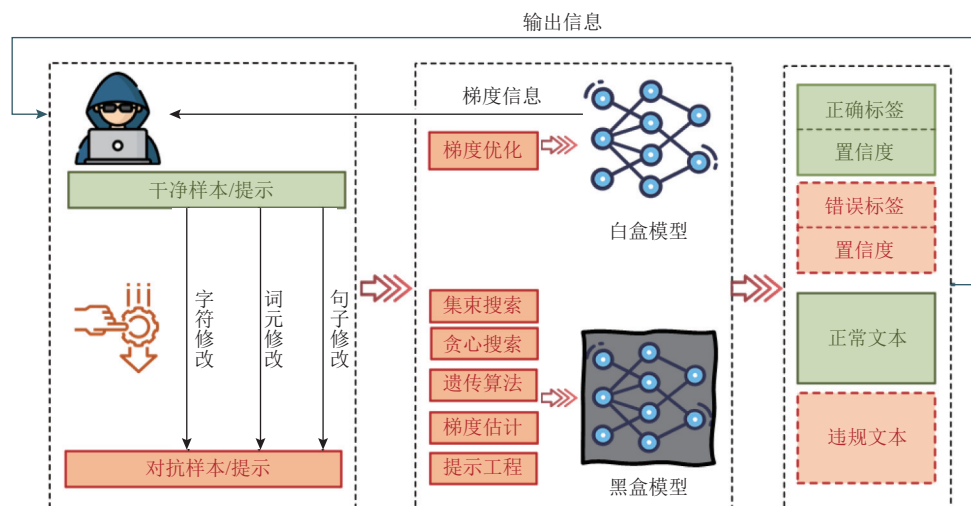 输出信息
梯度信息
梯度优化
白盒模型
干净样本/提示
字符修改
词元修改
句子修改
对抗样本/提示
集束搜索
贪心搜索
遗传算法
梯度估计
提示工程
黑盒模型
正确标签
置信度
错误标签
置信度
正常文本
违规文本